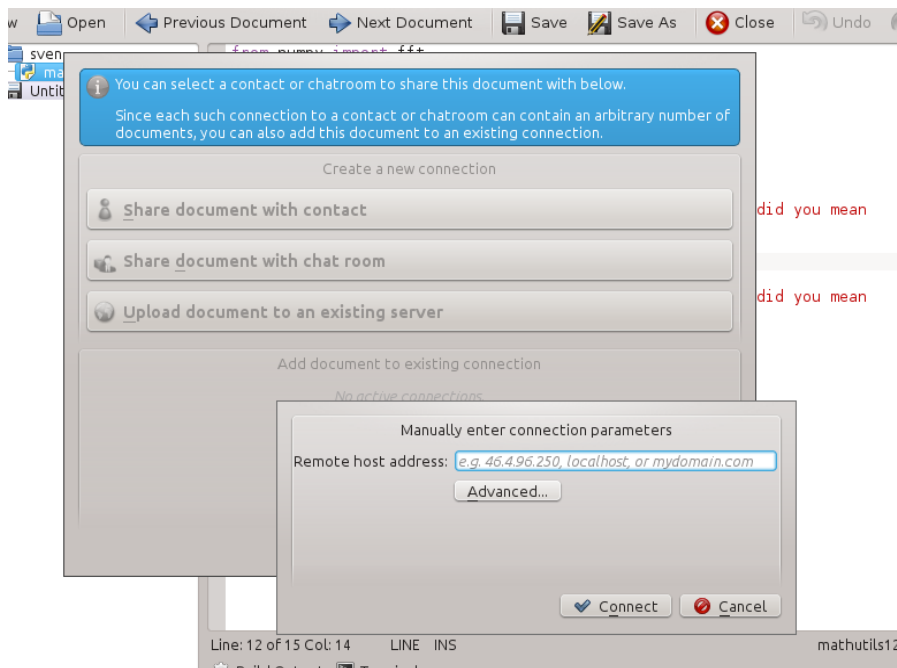 w Open Previous Document Next Document Save Save As Close Undo
sven
from numpy import fft
ma
Untit
You can select a contact or chatroom to share this document with below.
Since each such connection to a contact or chatroom can contain an arbitrary number of
documents, you can also add this document to an existing connection.
Create a new connection
Share document with contact
did you mean
Share document with chat room
did you mean
Upload document to an existing server
Add document to existing connection
No active connections
Manually enter connection parameters
Remote host address: e.g. 46.4.96.250, localhost, or mydomain.com
Advanced...
Connect Cancel
Line: 12 of 15 Col: 14 LINE INS mathutils12